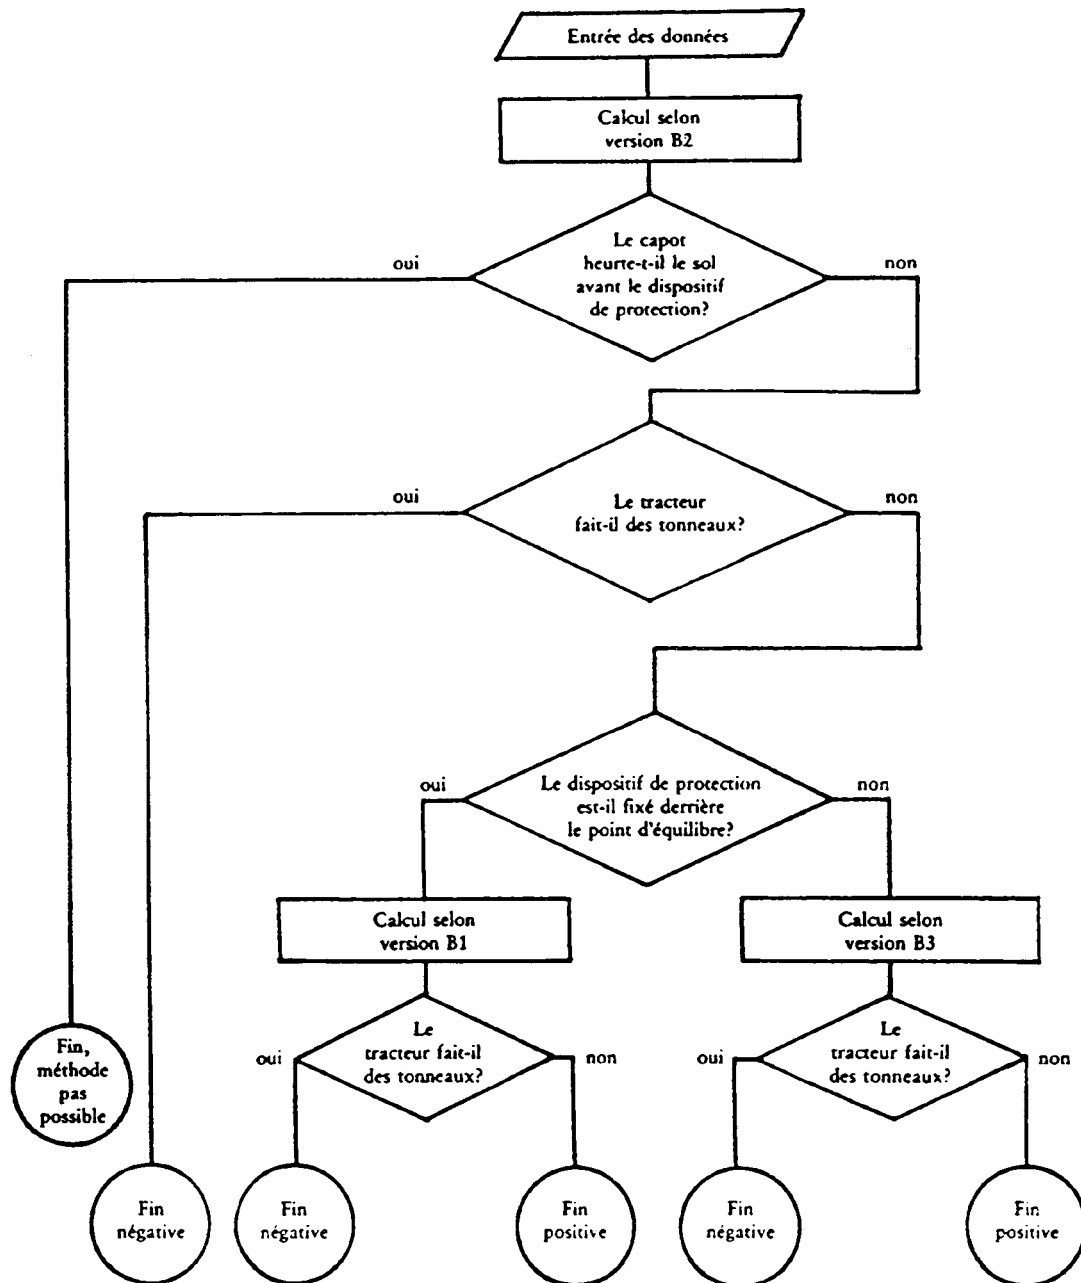 Entrée des données
Calcul selon
version B2
Le capot
heurte-t-il le sol
avant le dispositif
de protection?
oui
non
Le tracteur
fait-il des tonneaux?
oui
non
Le dispositif de protection
est-il fixé derrière
le point d'équilibre?
oui
non
Calcul selon
version B1
Calcul selon
version B3
Le
tracteur fait-il
des tonneaux?
oui
non
Le
tracteur fait-il
des tonneaux?
oui
non
Fin,
méthode
pas
possible
Fin
négative
Fin
négative
Fin
positive
Fin
négative
Fin
positive